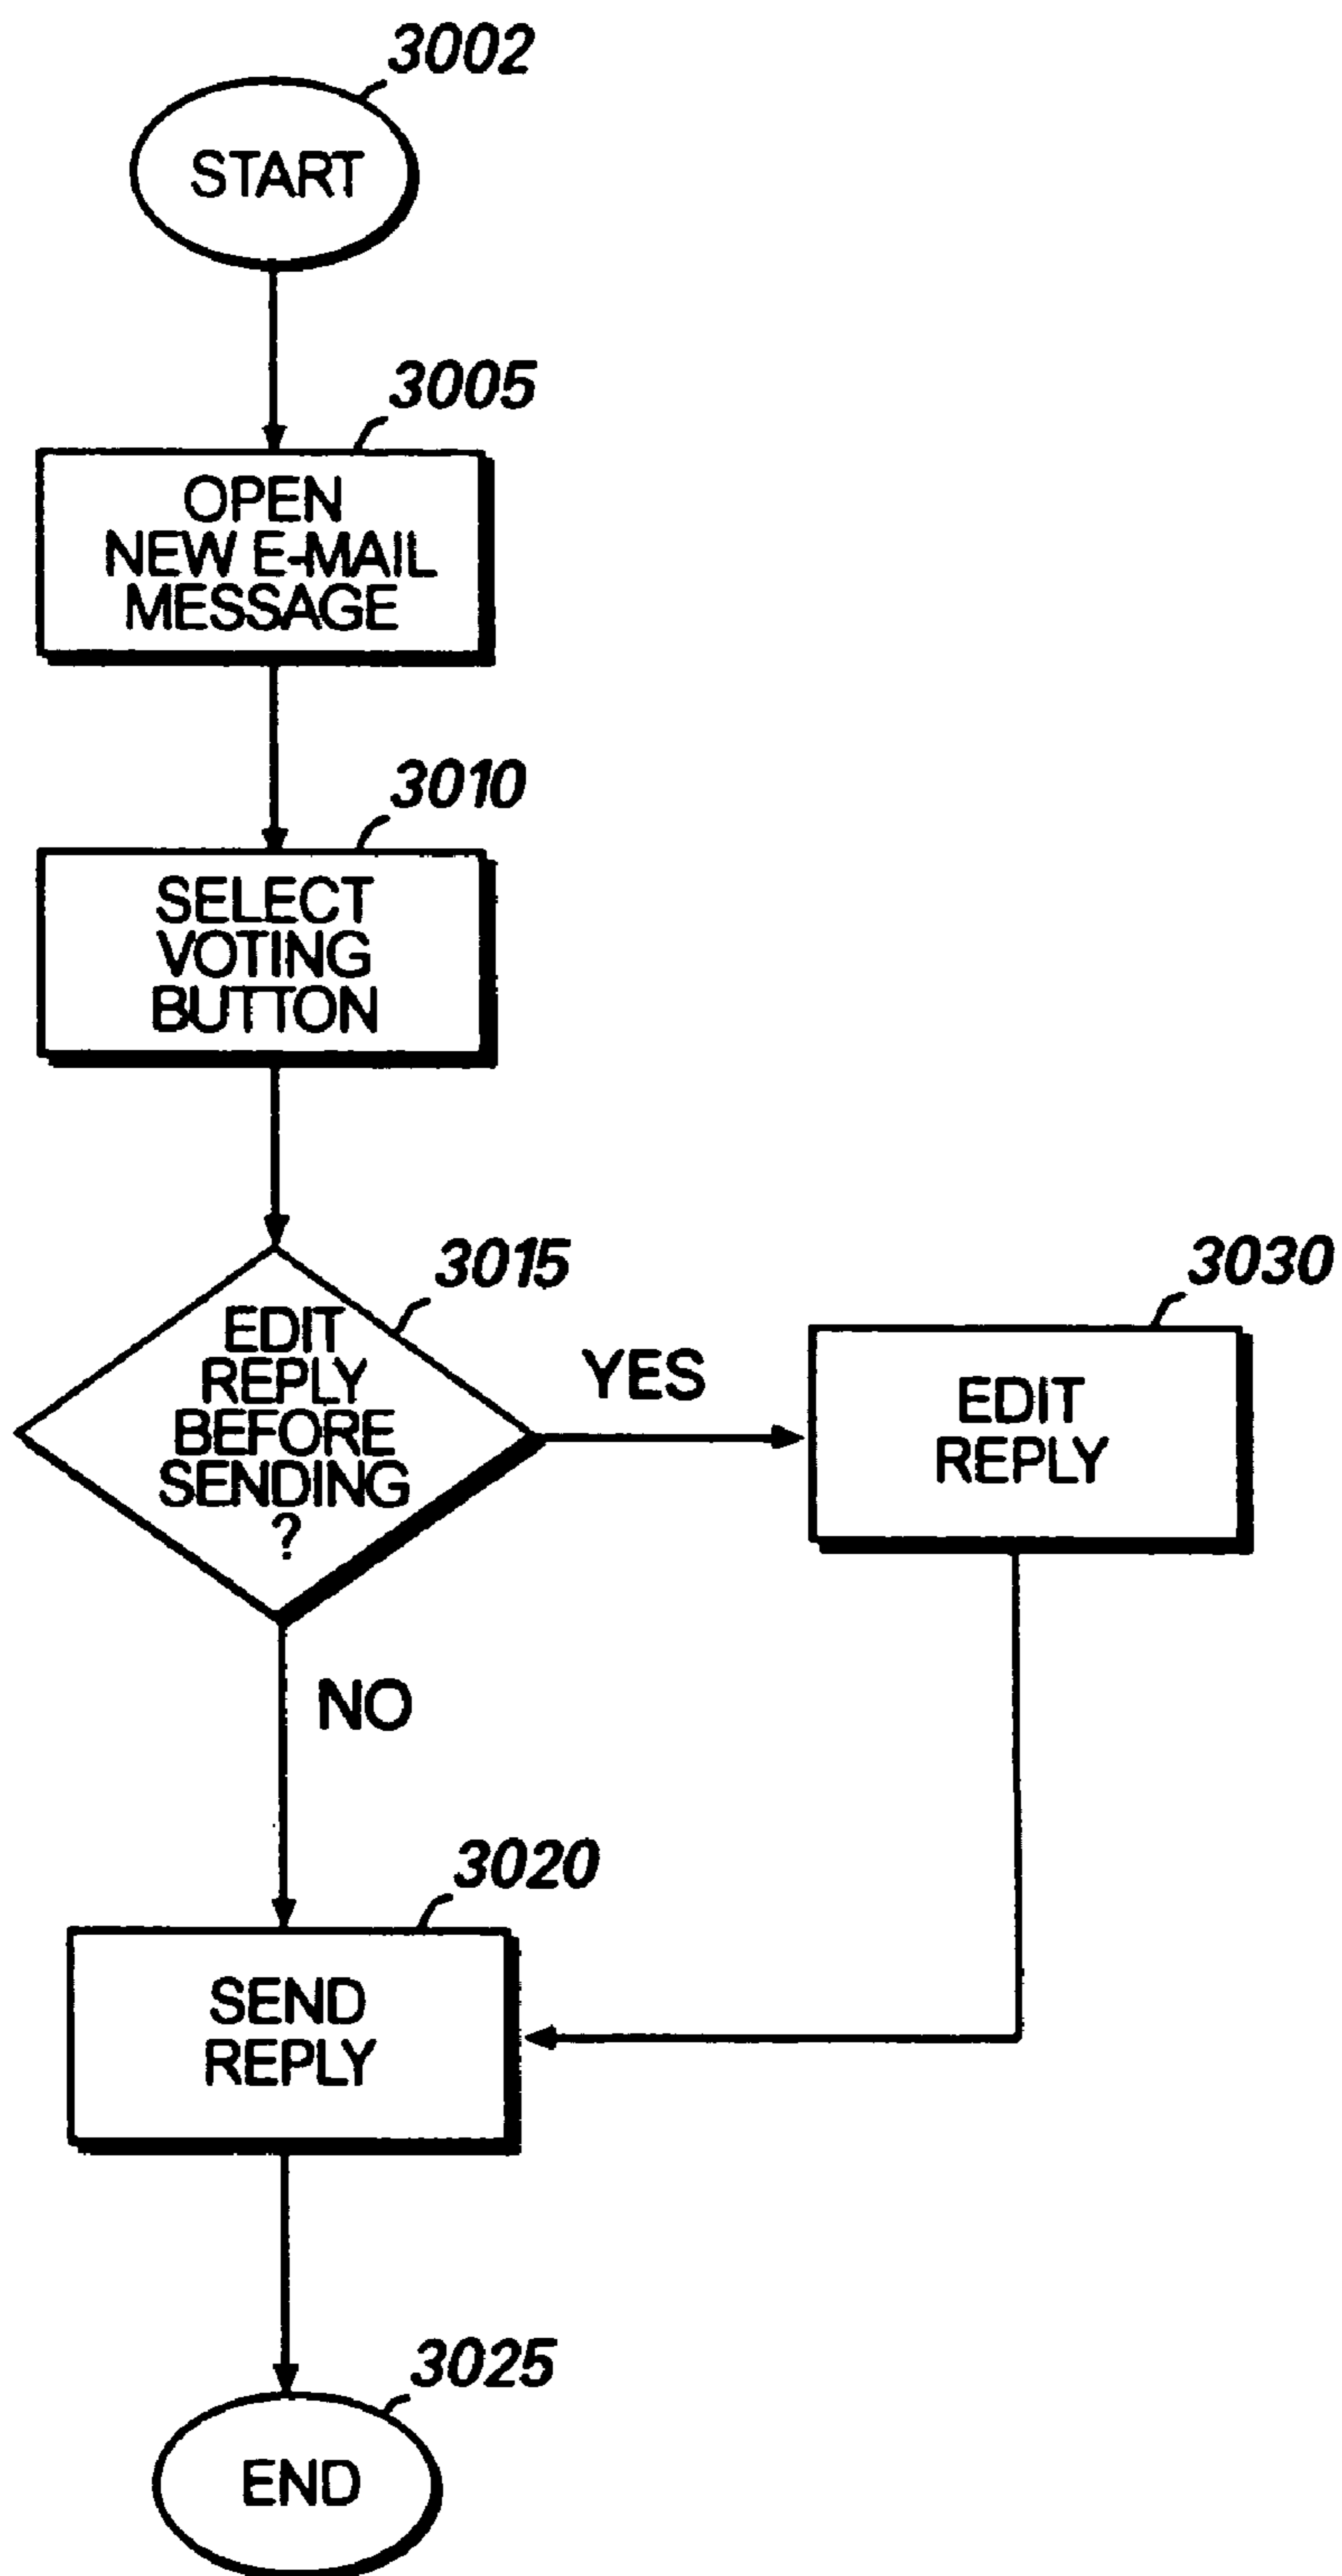 3002
START
3005
OPEN
NEW E-MAIL
MESSAGE
3010
SELECT
VOTING
BUTTON
3015
EDIT
REPLY
BEFORE
SENDING
?
YES
3030
EDIT
REPLY
NO
3020
SEND
REPLY
3025
END